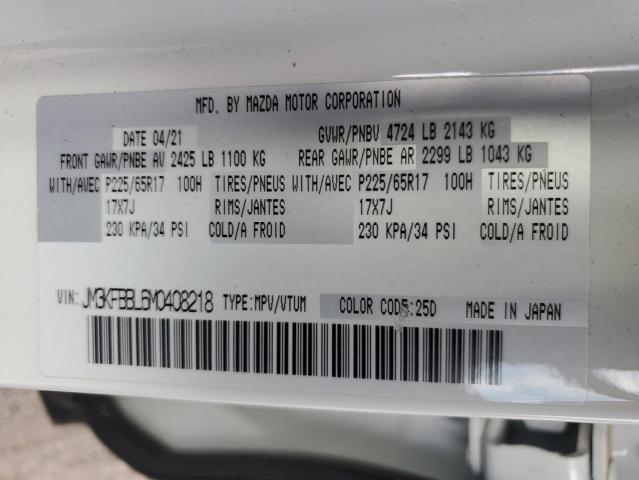 MFD. BY MAZDA MOTOR CORPORATION
DATE 04/21 GVWR/PNBV 4724 LB 2143 KG
FRONT GAWR/PNBE AV 2425 LB 1100 KG REAR GAWR/PNBE AR 2299 LB 1043 KG
WITH/AVEC P225/65R17 100H TIRES/PNEUS WITH/AVEC P225/65R17 100H TIRES/PNEUS
17X7J RIMS/JANTES 17X7J RIMS/JANTES
230 KPA/34 PSI COLD/A FROID 230 KPA/34 PSI COLD/A FROID
VIN: JM3KFBBL6M0408218 TYPE:MPV/VTUM COLOR CODE:25D MADE IN JAPAN